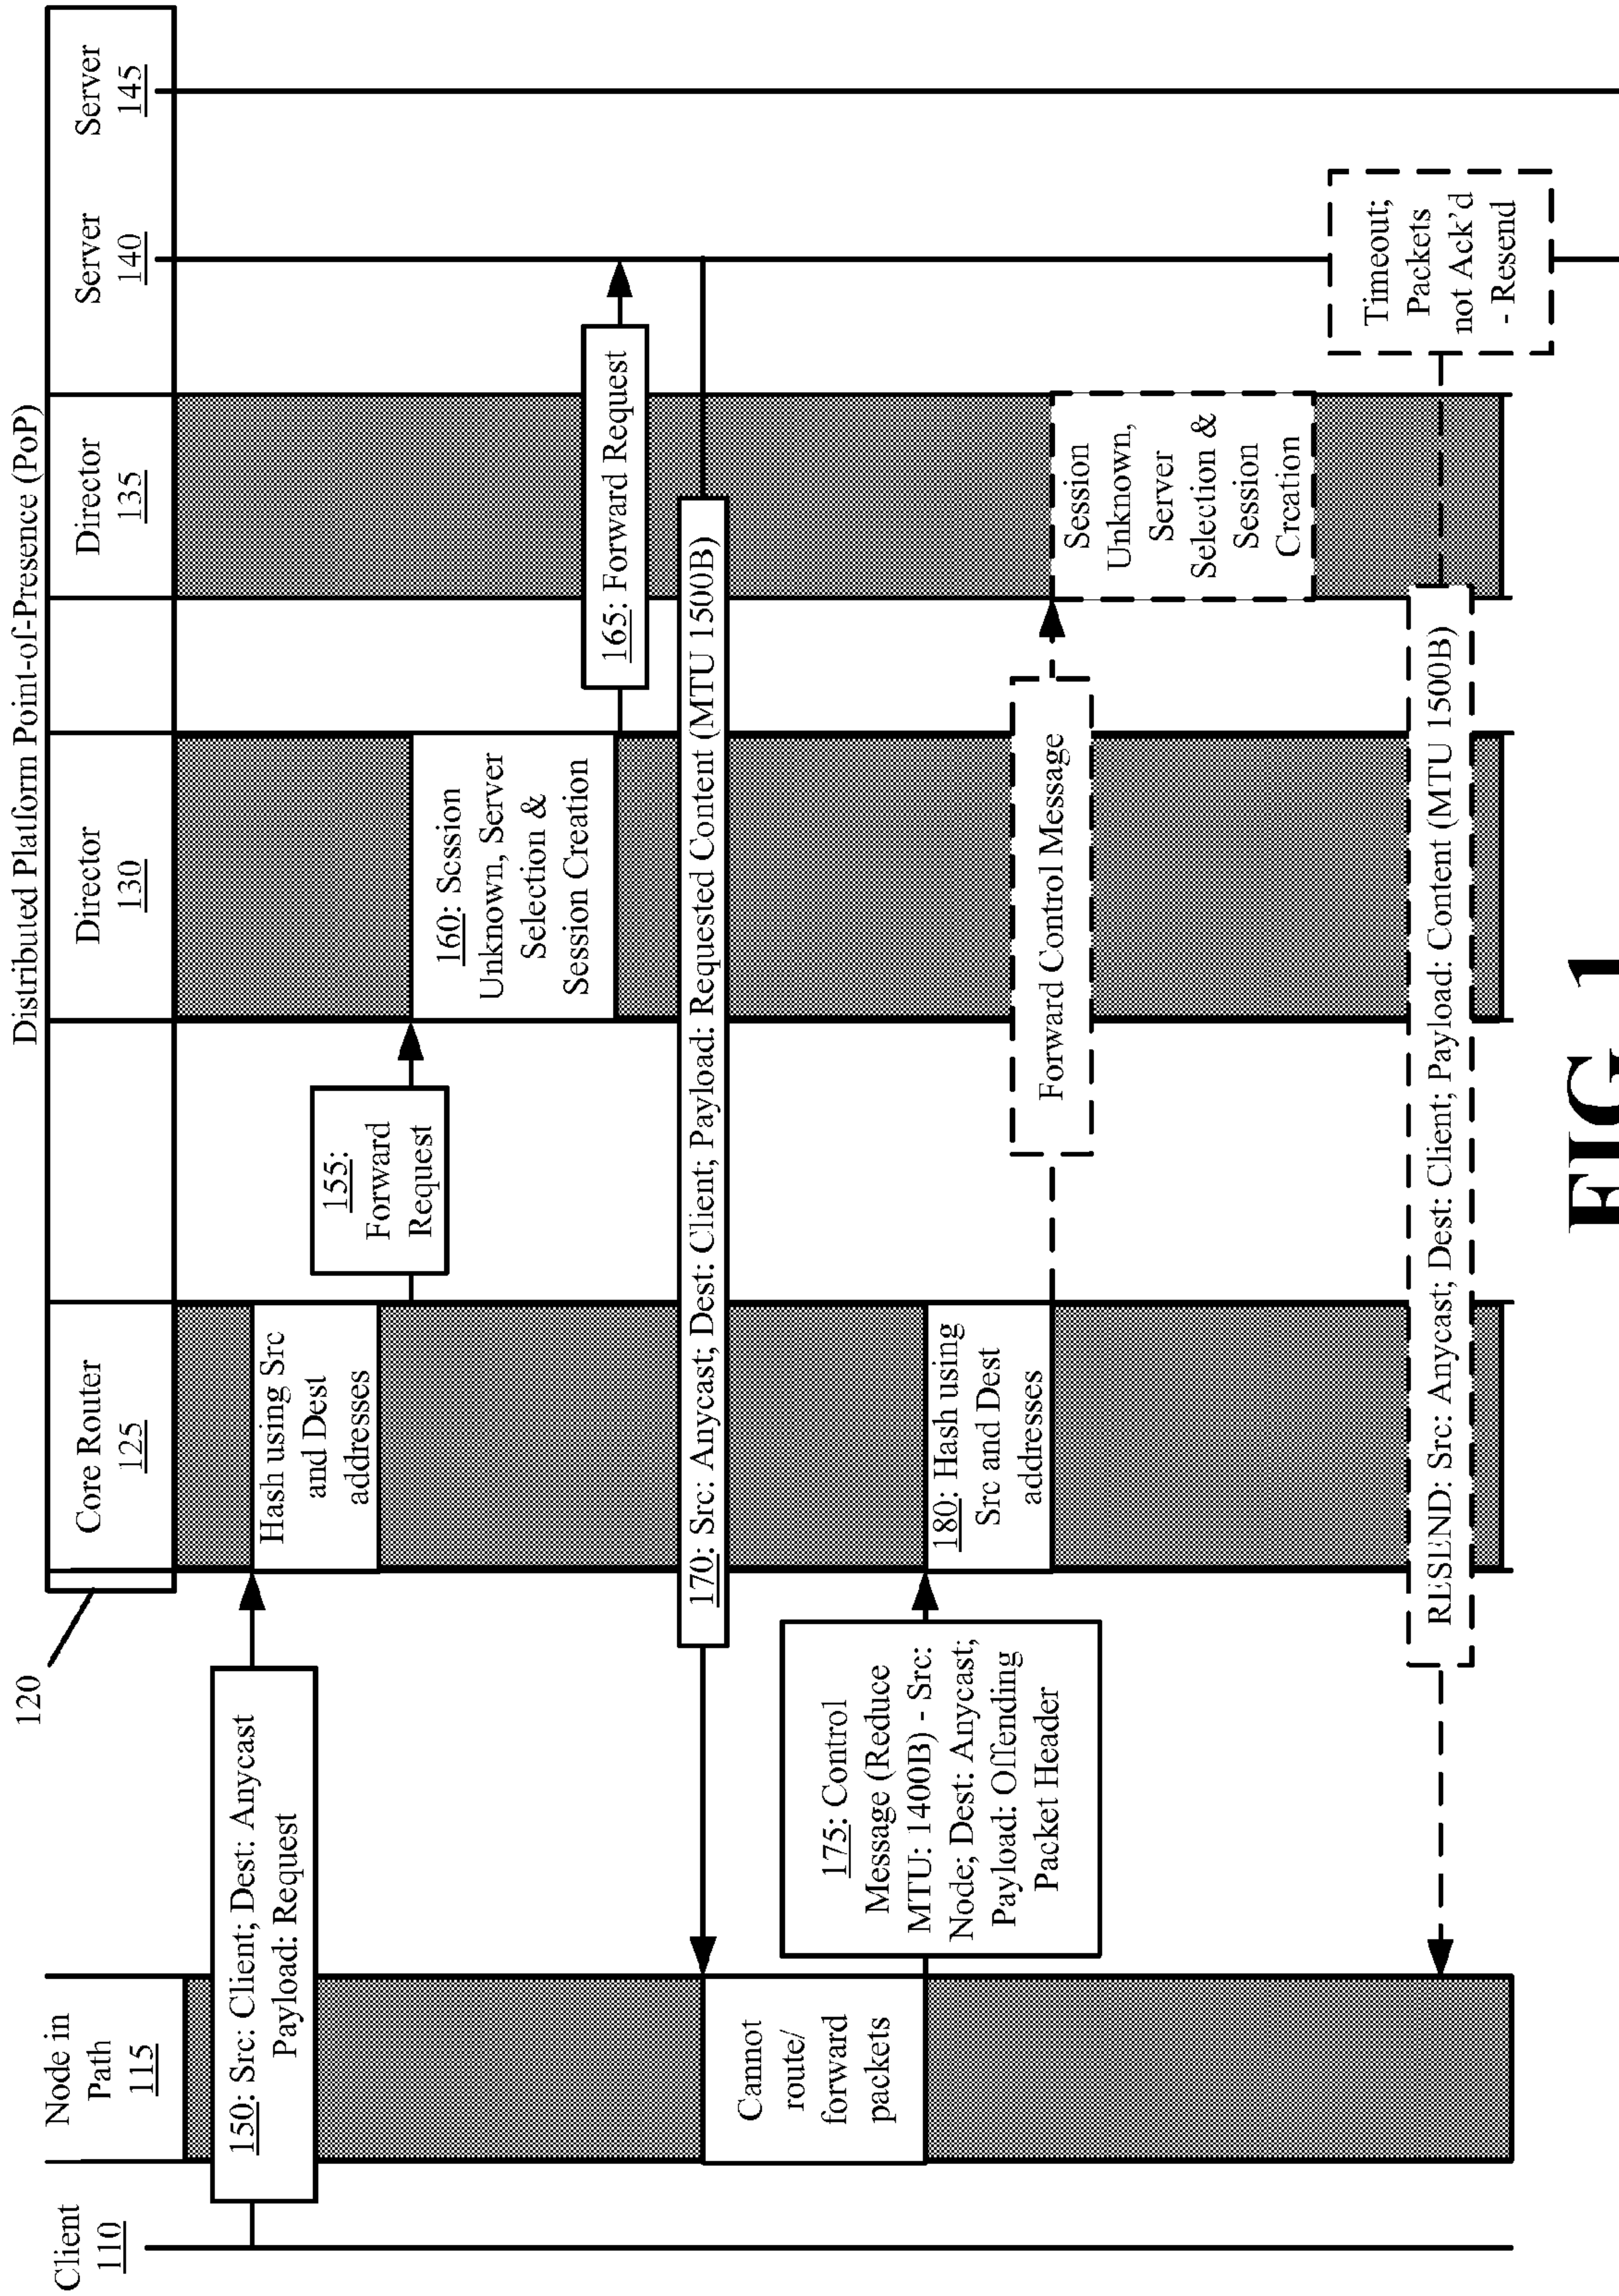 Distributed Platform Point-of-Presence (PoP)
120
Client
110
Node in
Path
115
Core Router
125
Director
130
Director
135
Server
140
Server
145
150: Src: Client; Dest: Anycast
Payload: Request
Hash using Src
and Dest
addresses
155:
Forward
Request
160: Session
Unknown, Server
Selection &
Session Creation
165: Forward Request
170: Src: Anycast; Dest: Client; Payload: Requested Content (MTU 1500B)
Cannot
route/
forward
packets
175: Control
Message (Reduce
MTU: 1400B) - Src:
Node; Dest: Anycast;
Payload: Offending
Packet Header
180: Hash using
Src and Dest
addresses
Forward Control Message
Session
Unknown,
Server
Selection &
Session
Creation
Timeout;
Packets
not Ack'd
- Resend
RESEND: Src: Anycast; Dest: Client; Payload: Content (MTU 1500B)
FIG. 1